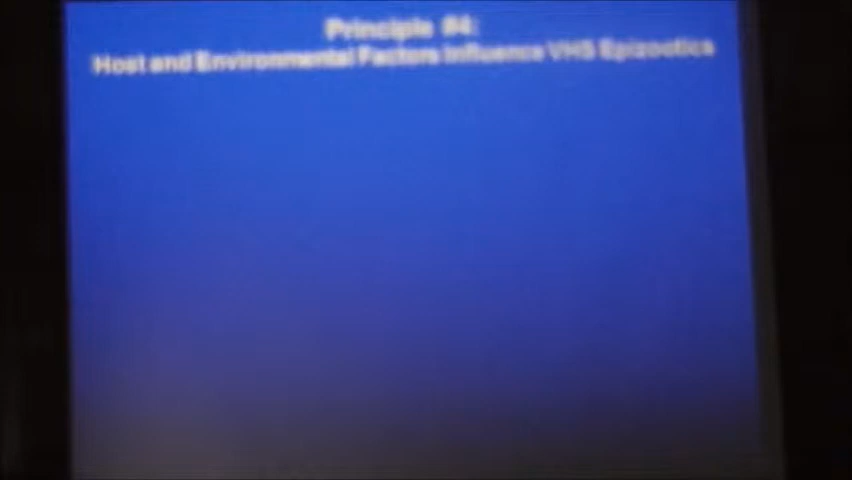 Principle #4:
Host and Environmental Factors Influence VHS Epizootics